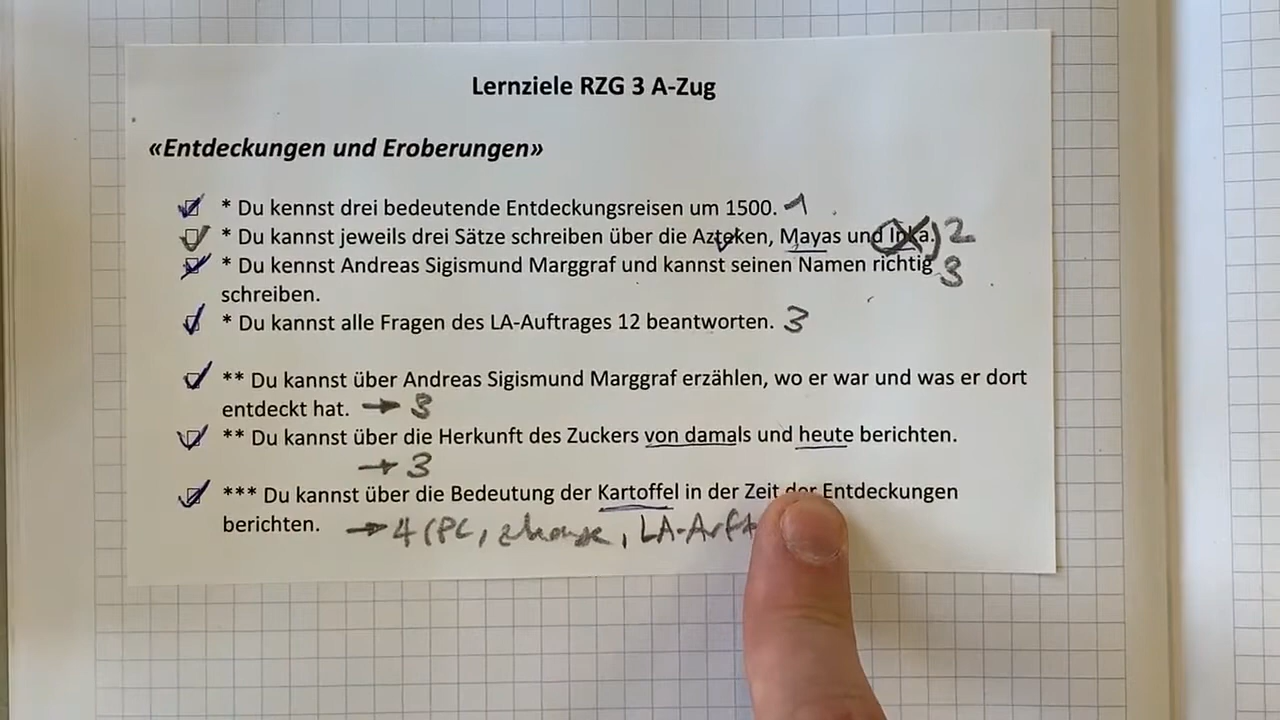 Lernziele RZG 3 A-Zug
«Entdeckungen und Eroberungen»
* Du kennst drei bedeutende Entdeckungsreisen um 1500. 1
* Du kannst jeweils drei Sätze schreiben über die Azteken, Mayas und Inka. ) 2
* Du kennst Andreas Sigismund Marggraf und kannst seinen Namen richtig 3
schreiben.
* Du kannst alle Fragen des LA-Auftrages 12 beantworten. 3
** Du kannst über Andreas Sigismund Marggraf erzählen, wo er war und was er dort
entdeckt hat. → 3
** Du kannst über die Herkunft des Zuckers von damals und heute berichten.
→ 3
*** Du kannst über die Bedeutung der Kartoffel in der Zeit der Entdeckungen
berichten. → 4 (PC, LA-Auft